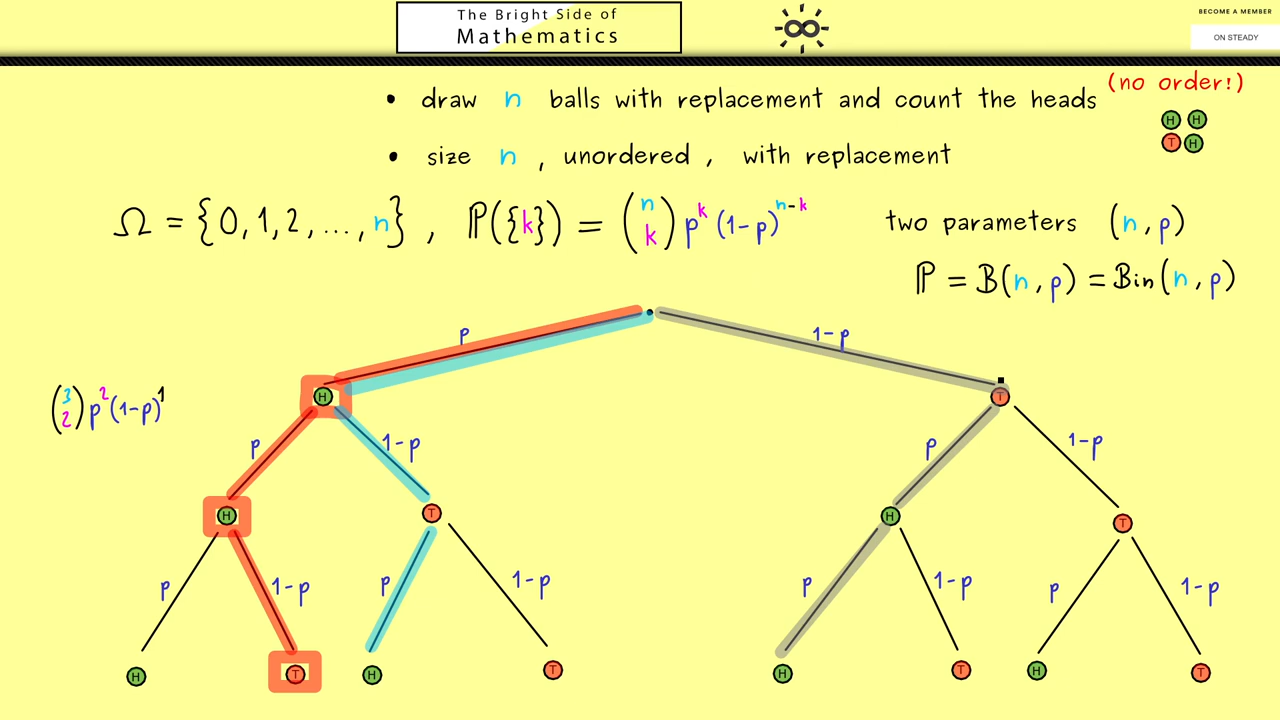 The Bright Side of
Mathematics
BECOME A MEMBER
ON STEADY
(no order!)
• draw n balls with replacement and count the heads
H H
T H
• size n , unordered , with replacement
Ω = {0, 1, 2, ..., n} , ℙ({k}) = (n k) p^k (1-p)^{n-k}
two parameters (n, p)
ℙ = B(n, p) = Bin(n, p)
p 1-p
H T
(3 2) p^2 (1-p)^1
p 1-p p 1-p
H T H T
p 1-p p 1-p p 1-p p 1-p
H T H T H T H T